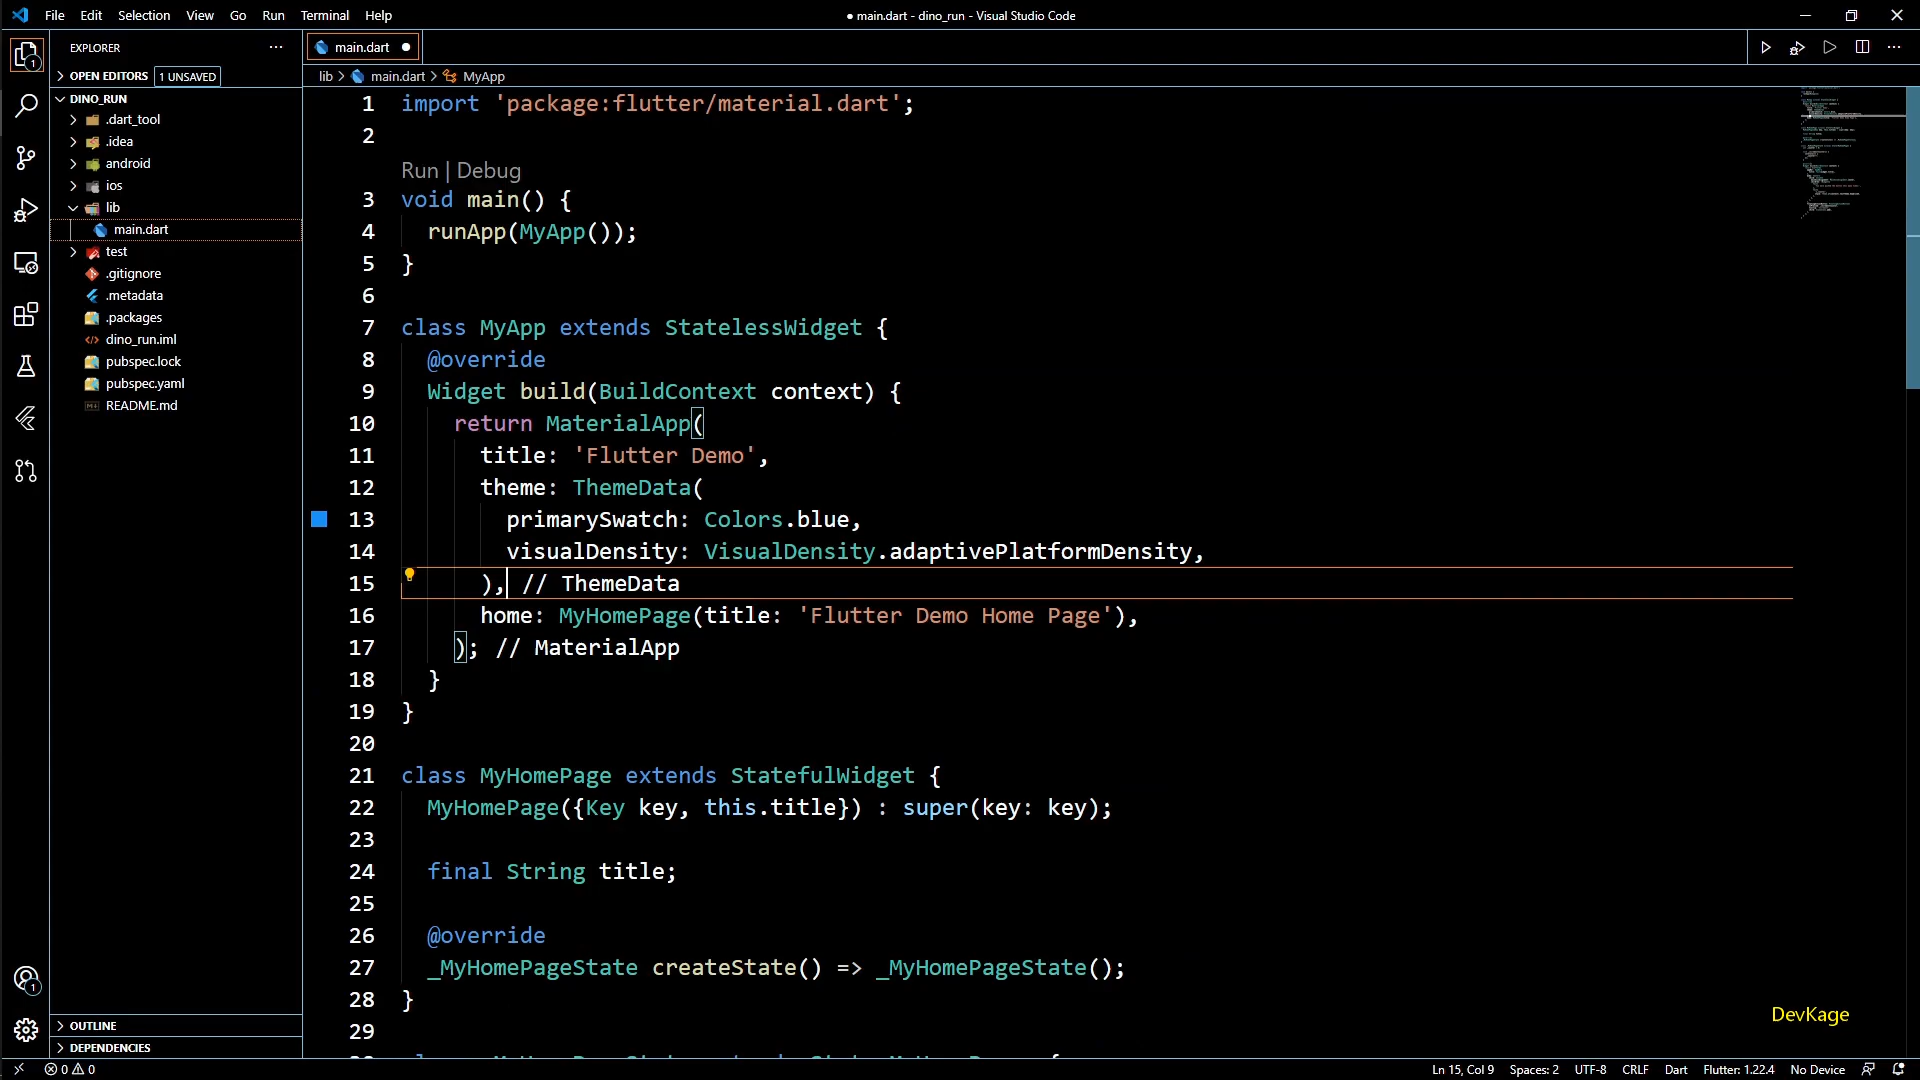 File Edit Selection View Go Run Terminal Help
● main.dart - dino_run - Visual Studio Code
EXPLORER
OPEN EDITORS 1 UNSAVED
DINO_RUN
.dart_tool
.idea
android
ios
lib
main.dart
test
.gitignore
.metadata
.packages
dino_run.iml
pubspec.lock
pubspec.yaml
README.md
OUTLINE
DEPENDENCIES
main.dart
lib > main.dart > MyApp
1 import 'package:flutter/material.dart';
2
Run | Debug
3 void main() {
4 runApp(MyApp());
5 }
6
7 class MyApp extends StatelessWidget {
8 @override
9 Widget build(BuildContext context) {
10 return MaterialApp(
11 title: 'Flutter Demo',
12 theme: ThemeData(
13 primarySwatch: Colors.blue,
14 visualDensity: VisualDensity.adaptivePlatformDensity,
15 ), // ThemeData
16 home: MyHomePage(title: 'Flutter Demo Home Page'),
17 ); // MaterialApp
18 }
19 }
20
21 class MyHomePage extends StatefulWidget {
22 MyHomePage({Key key, this.title}) : super(key: key);
23
24 final String title;
25
26 @override
27 _MyHomePageState createState() => _MyHomePageState();
28 }
29
DevKage
1
1
0 0
Ln 15, Col 9 Spaces: 2 UTF-8 CRLF Dart Flutter: 1.22.4 No Device